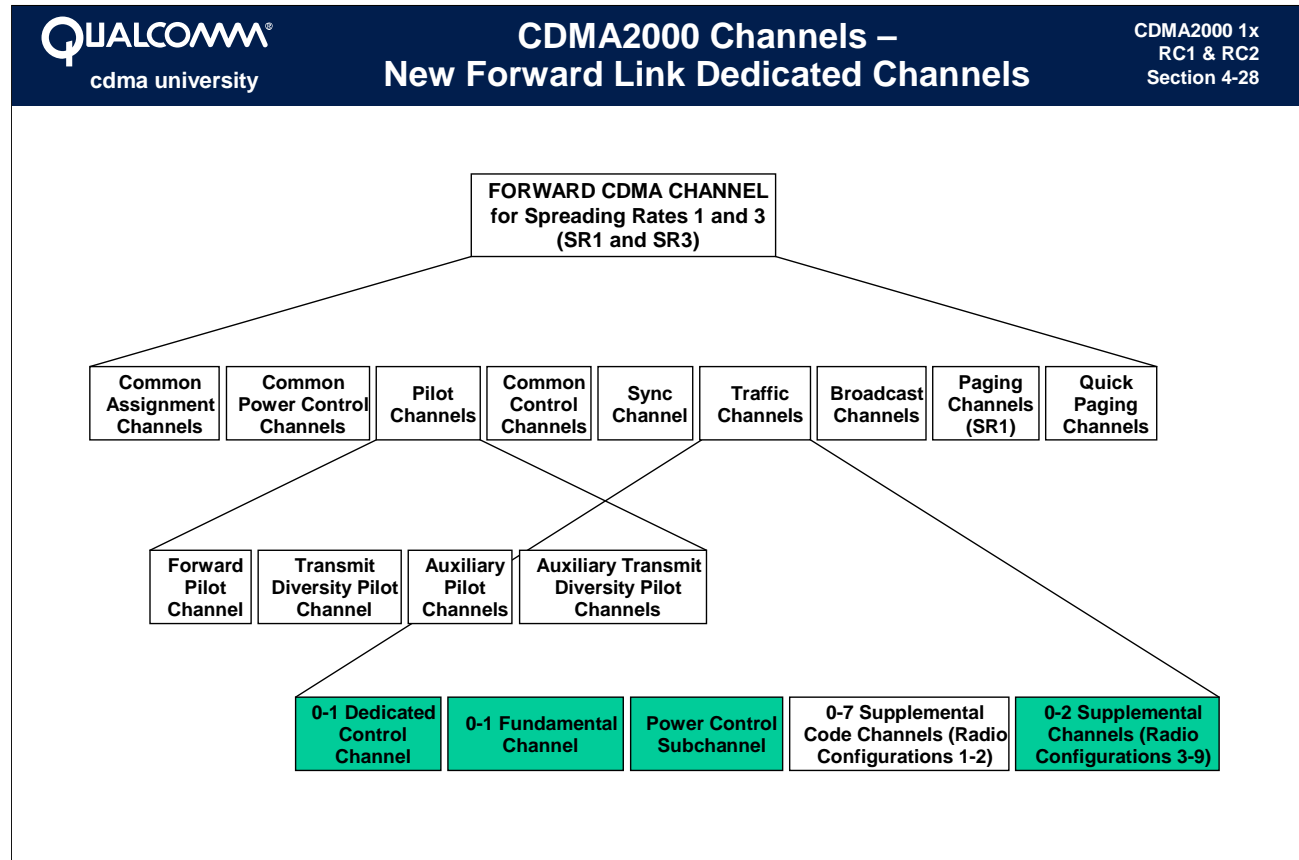 QUALCOMM®
cdma university
CDMA2000 Channels –
New Forward Link Dedicated Channels
CDMA2000 1x
RC1 & RC2
Section 4-28
FORWARD CDMA CHANNEL
for Spreading Rates 1 and 3
(SR1 and SR3)
Common
Assignment
Channels
Common
Power Control
Channels
Pilot
Channels
Common
Control
Channels
Sync
Channel
Traffic
Channels
Broadcast
Channels
Paging
Channels
(SR1)
Quick
Paging
Channels
Forward
Pilot
Channel
Transmit
Diversity Pilot
Channel
Auxiliary
Pilot
Channels
Auxiliary Transmit
Diversity Pilot
Channels
0-1 Dedicated
Control
Channel
0-1 Fundamental
Channel
Power Control
Subchannel
0-7 Supplemental
Code Channels (Radio
Configurations 1-2)
0-2 Supplemental
Channels (Radio
Configurations 3-9)